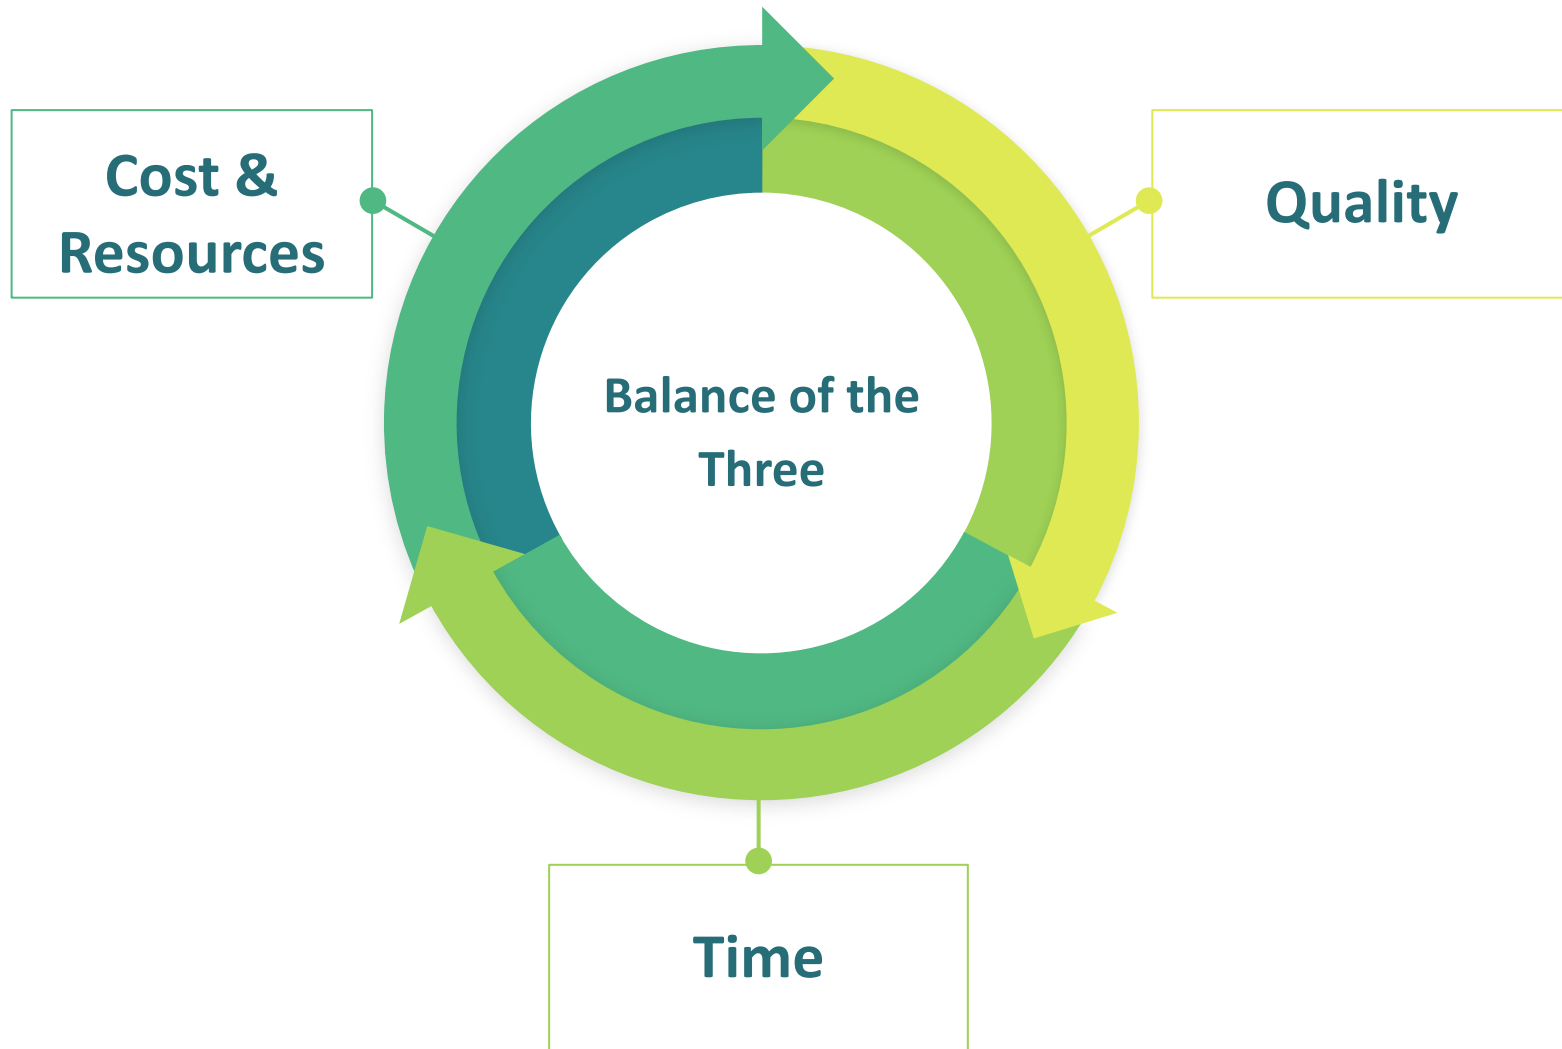 Cost &
Resources
Quality
Balance of the
Three
Time